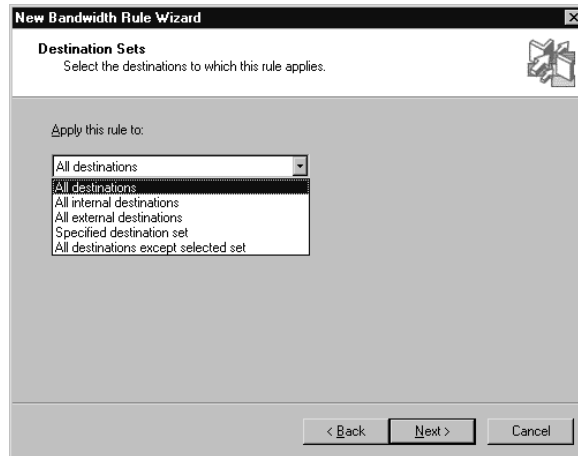 New Bandwidth Rule Wizard
Destination Sets
Select the destinations to which this rule applies.
Apply this rule to:
All destinations
All destinations
All internal destinations
All external destinations
Specified destination set
All destinations except selected set
< Back Next > Cancel